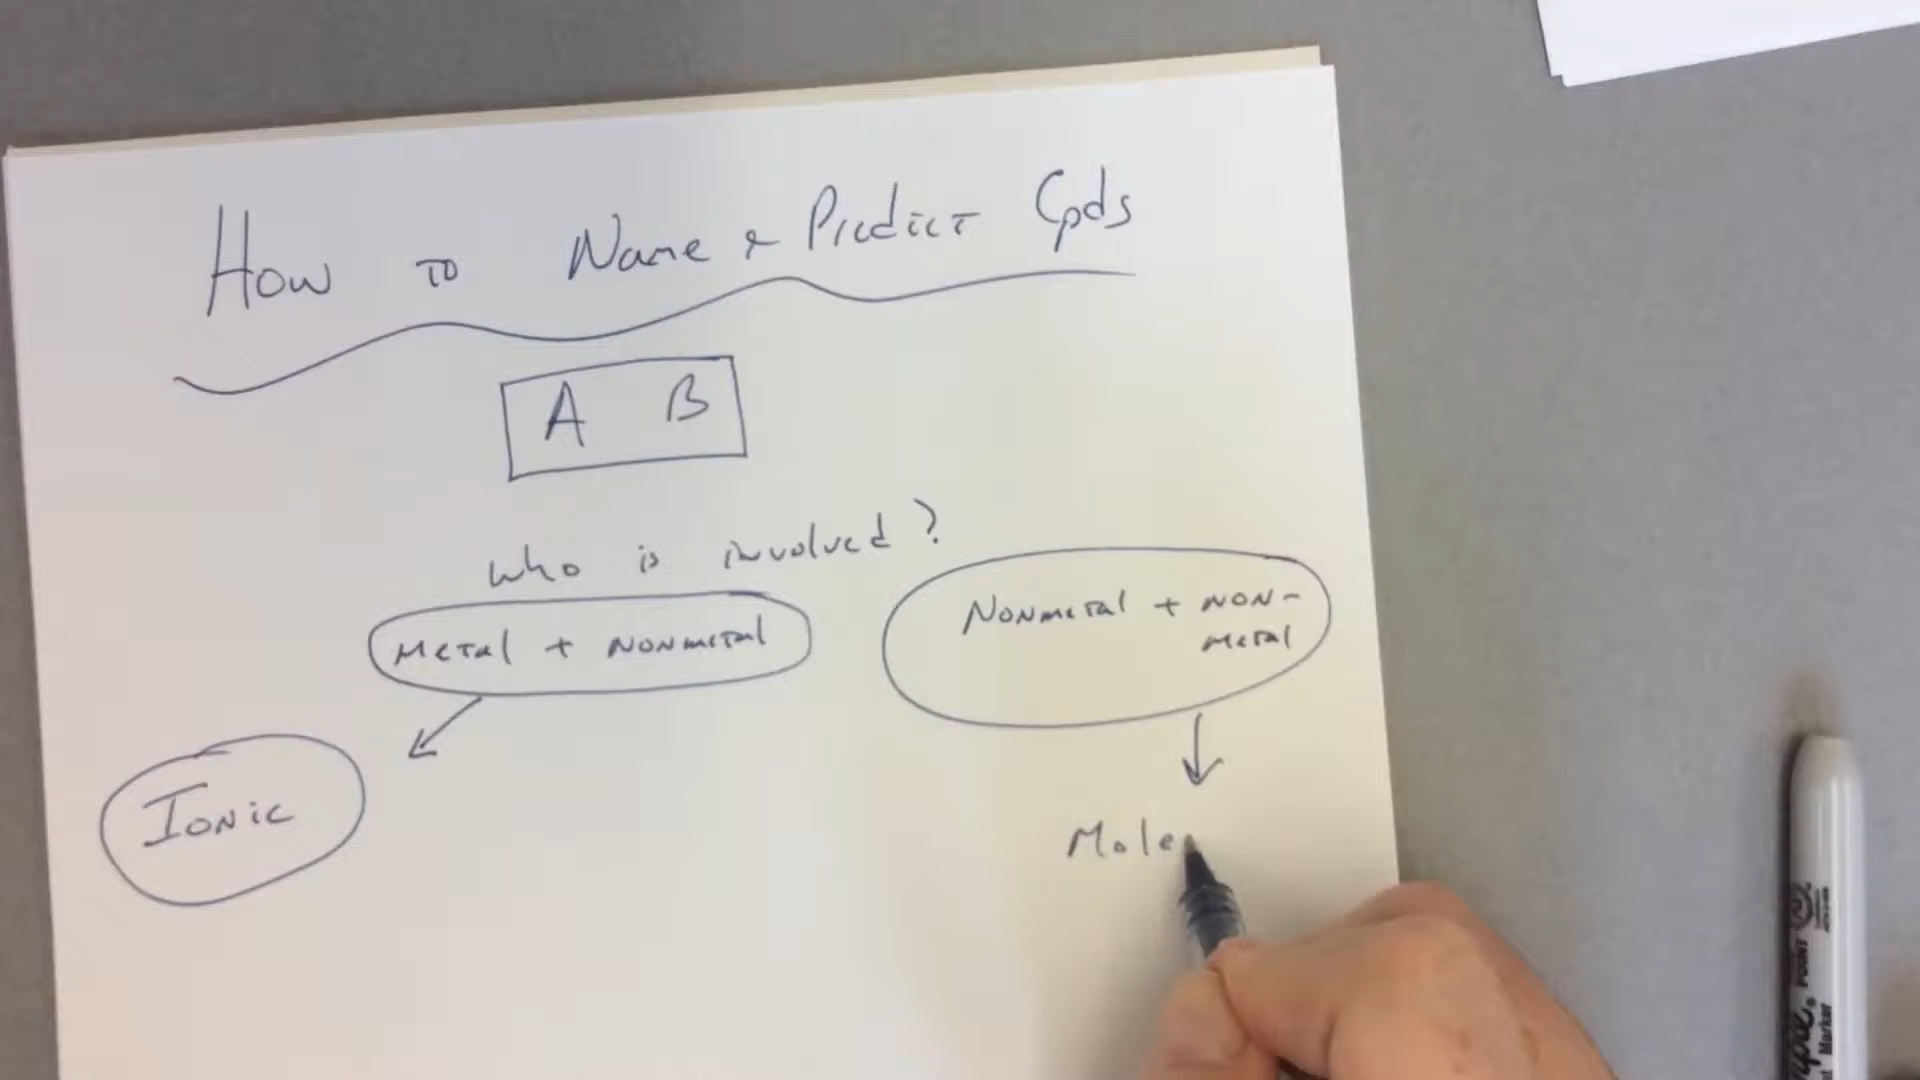 How to Name & Predict Cpds
A B
Who is involved?
Metal + Nonmetal
Nonmetal + Non-
metal
Ionic
Mole